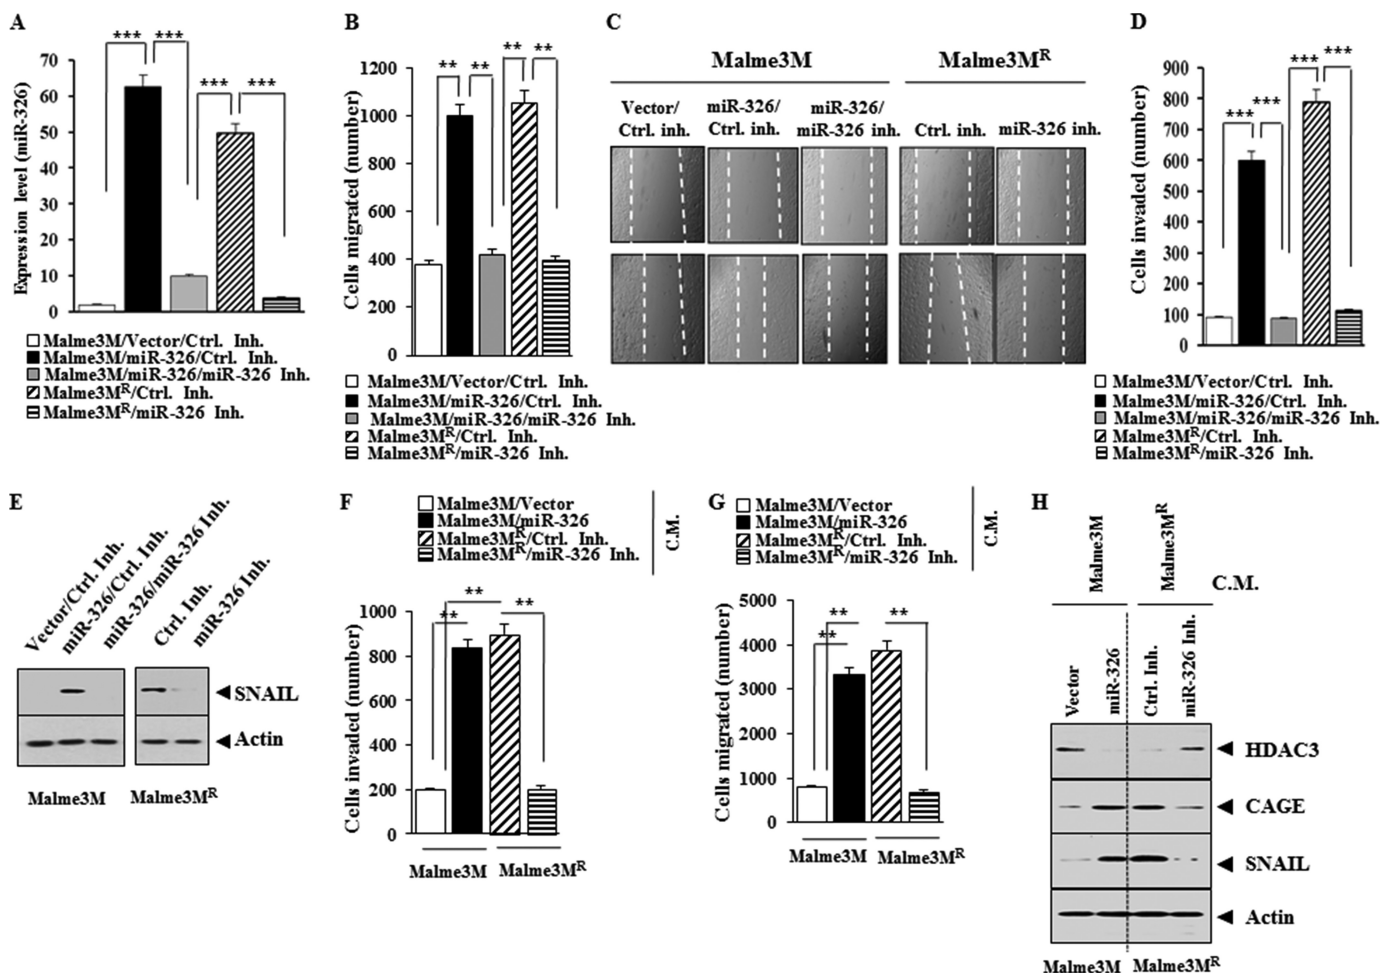 A
Expression level (miR-326)
70
60
50
40
30
20
10
0
***
***
***
***
Malme3M/Vector/Ctrl. Inh.
Malme3M/miR-326/Ctrl. Inh.
Malme3M/miR-326/miR-326 Inh.
Malme3Mᴿ/Ctrl. Inh.
Malme3Mᴿ/miR-326 Inh.
B
Cells migrated (number)
1200
1000
800
600
400
200
0
**
**
**
**
Malme3M/Vector/Ctrl. Inh.
Malme3M/miR-326/Ctrl. Inh.
Malme3M/miR-326/miR-326 Inh.
Malme3Mᴿ/Ctrl. Inh.
Malme3Mᴿ/miR-326 Inh.
C
Malme3M
Malme3Mᴿ
Vector/
Ctrl. inh.
miR-326/
Ctrl. inh.
miR-326/
miR-326 inh.
Ctrl. inh.
miR-326 inh.
D
Cells invaded (number)
900
800
700
600
500
400
300
200
100
0
***
***
***
***
Malme3M/Vector/Ctrl. Inh.
Malme3M/miR-326/Ctrl. Inh.
Malme3M/miR-326/miR-326 Inh.
Malme3Mᴿ/Ctrl. Inh.
Malme3Mᴿ/miR-326 Inh.
E
Vector/Ctrl. Inh.
miR-326/Ctrl. Inh.
miR-326/miR-326 Inh.
Ctrl. Inh.
miR-326 Inh.
SNAIL
Actin
Malme3M
Malme3Mᴿ
F
Malme3M/Vector
Malme3M/miR-326
Malme3Mᴿ/Ctrl. Inh.
Malme3Mᴿ/miR-326 Inh.
C.M.
Cells invaded (number)
1000
800
600
400
200
0
**
**
**
Malme3M
Malme3Mᴿ
G
Malme3M/Vector
Malme3M/miR-326
Malme3Mᴿ/Ctrl. Inh.
Malme3Mᴿ/miR-326 Inh.
C.M.
Cells migrated (number)
5000
4000
3000
2000
1000
0
**
**
**
Malme3M
Malme3Mᴿ
H
Malme3M
Malme3Mᴿ
C.M.
Vector
miR-326
Ctrl. Inh.
miR-326 Inh.
HDAC3
CAGE
SNAIL
Actin
Malme3M
Malme3Mᴿ